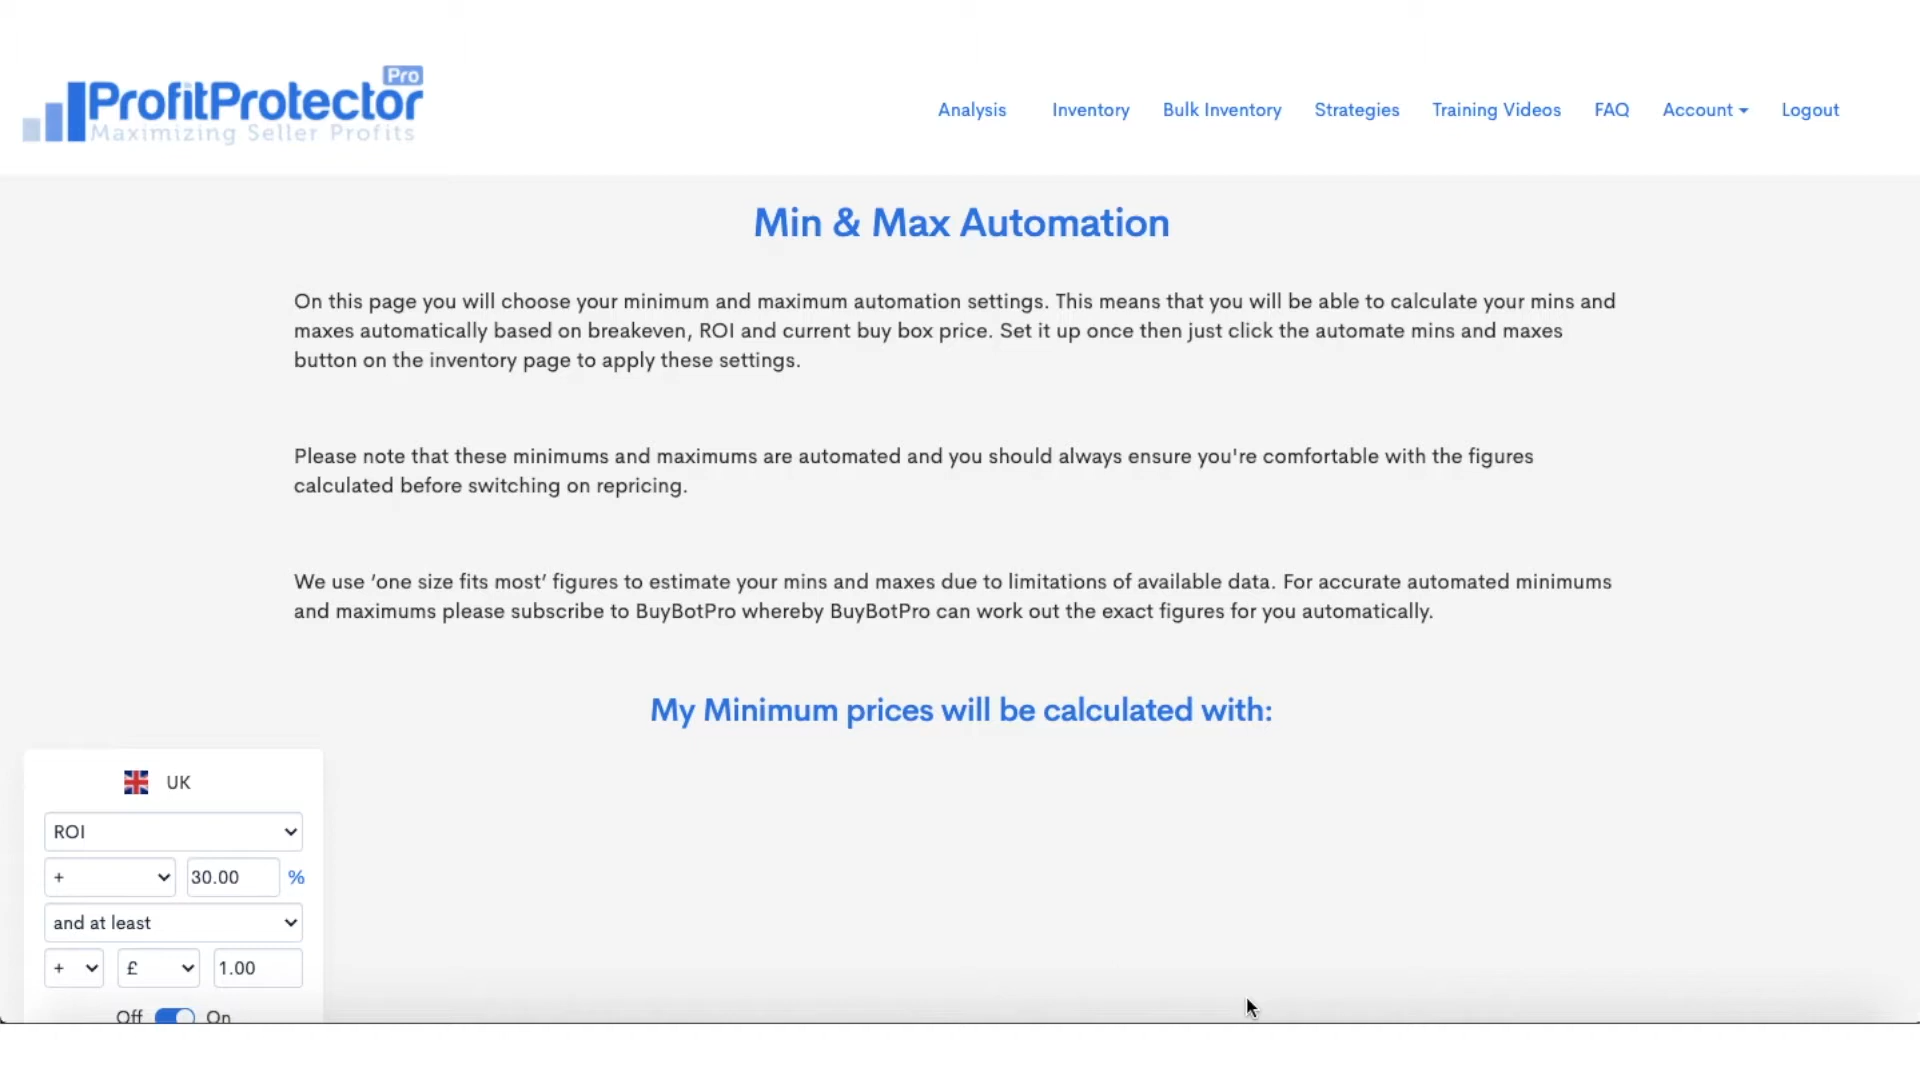 Pro
ProfitProtector
Maximizing Seller Profits
Analysis Inventory Bulk Inventory Strategies Training Videos FAQ Account Logout
Min & Max Automation
On this page you will choose your minimum and maximum automation settings. This means that you will be able to calculate your mins and
maxes automatically based on breakeven, ROI and current buy box price. Set it up once then just click the automate mins and maxes
button on the inventory page to apply these settings.
Please note that these minimums and maximums are automated and you should always ensure you're comfortable with the figures
calculated before switching on repricing.
We use ‘one size fits most’ figures to estimate your mins and maxes due to limitations of available data. For accurate automated minimums
and maximums please subscribe to BuyBotPro whereby BuyBotPro can work out the exact figures for you automatically.
My Minimum prices will be calculated with:
UK
ROI
+ 30.00 %
and at least
+ £ 1.00
Off On